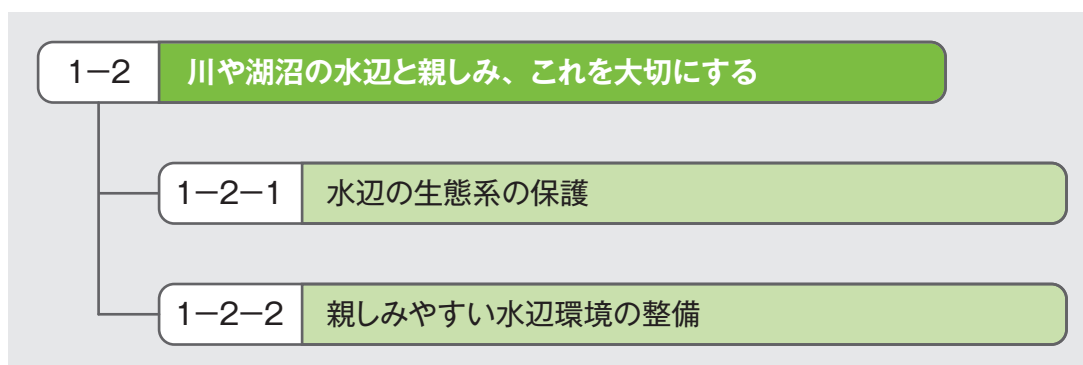 1−2 川や湖沼の水辺と親しみ、これを大切にする
1−2−1 水辺の生態系の保護
1−2−2 親しみやすい水辺環境の整備